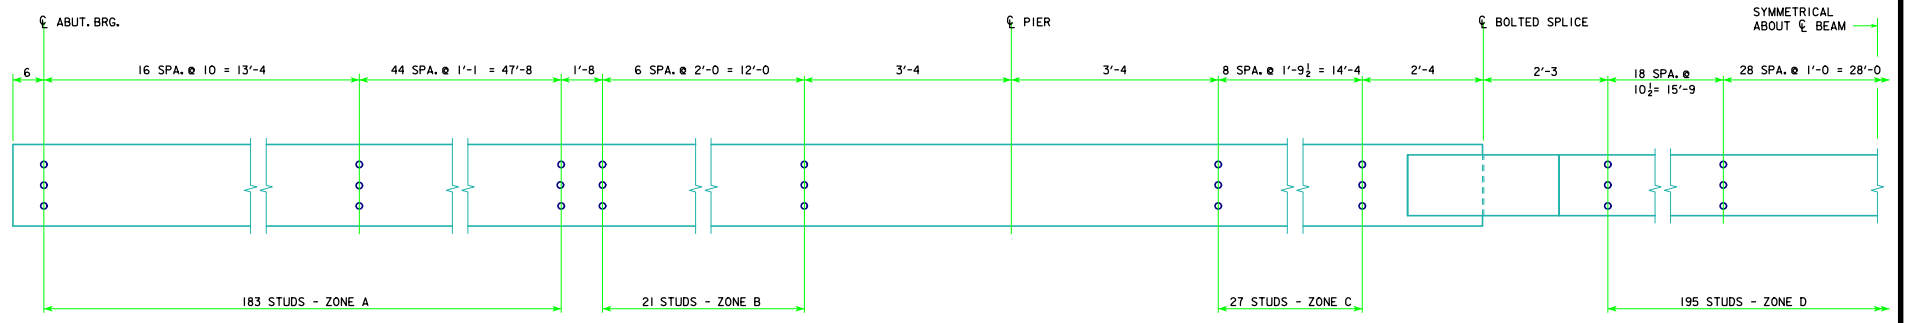 ℄ ABUT. BRG.
℄ PIER
℄ BOLTED SPLICE
SYMMETRICAL
ABOUT ℄ BEAM
6
16 SPA. @ 10 = 13'-4
44 SPA. @ 1'-1 = 47'-8
1'-8
6 SPA. @ 2'-0 = 12'-0
3'-4
3'-4
8 SPA. @ 1'-9½ = 14'-4
2'-4
2'-3
18 SPA. @
10½= 15'-9
28 SPA. @ 1'-0 = 28'-0
183 STUDS - ZONE A
21 STUDS - ZONE B
27 STUDS - ZONE C
195 STUDS - ZONE D